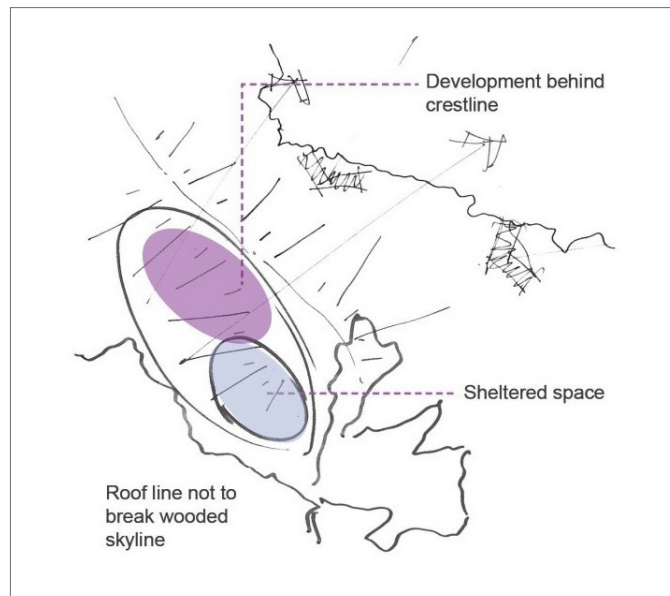 Development behind
crestline
Sheltered space
Roof line not to
break wooded
skyline